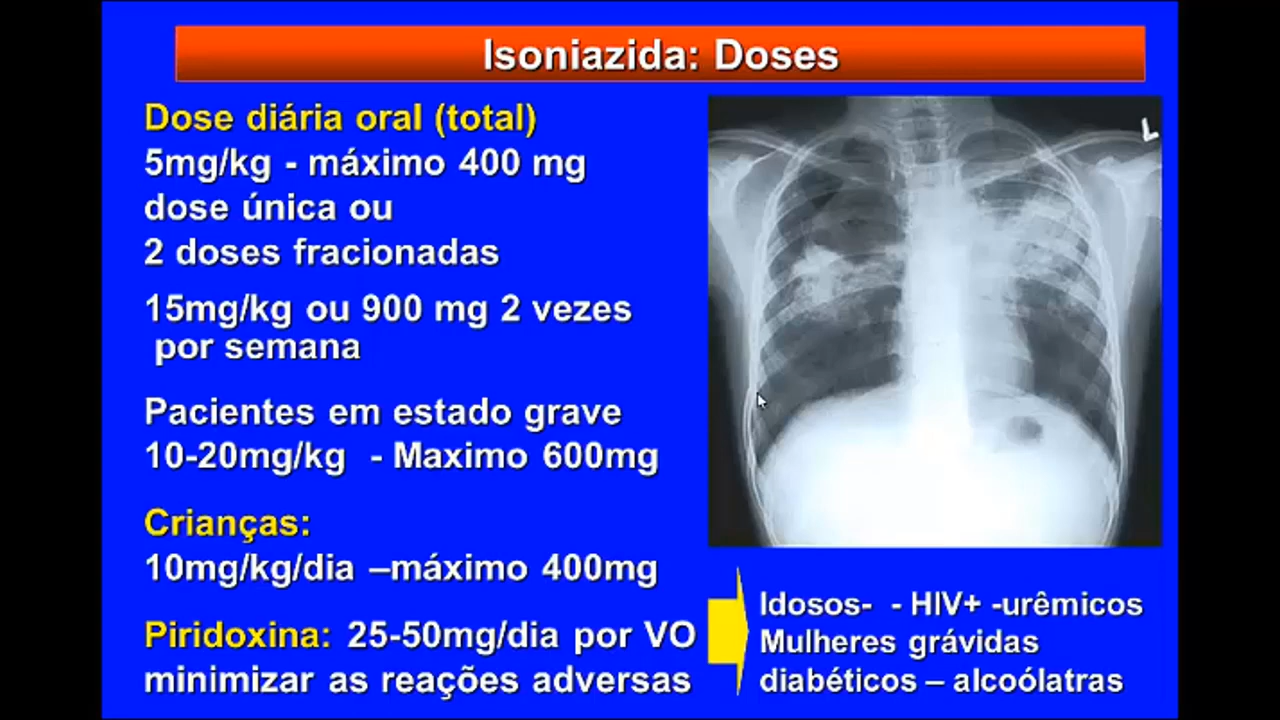 Isoniazida: Doses
Dose diária oral (total)
5mg/kg - máximo 400 mg
dose única ou
2 doses fracionadas
15mg/kg ou 900 mg 2 vezes
por semana
Pacientes em estado grave
10-20mg/kg - Maximo 600mg
Crianças:
10mg/kg/dia –máximo 400mg
Piridoxina: 25-50mg/dia por VO
minimizar as reações adversas
L
Idosos- - HIV+ -urêmicos
Mulheres grávidas
diabéticos – alcoólatras